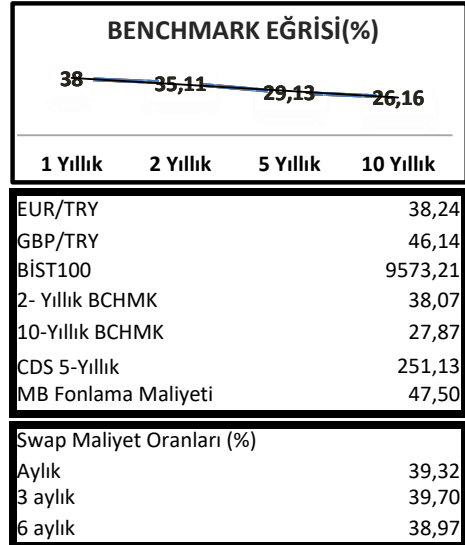 BENCHMARK EĞRİSİ(%)
38 35,11 29,13 26,16
1 Yıllık 2 Yıllık 5 Yıllık 10 Yıllık
EUR/TRY 38,24
GBP/TRY 46,14
BİST100 9573,21
2- Yıllık BCHMK 38,07
10-Yıllık BCHMK 27,87
CDS 5-Yıllık 251,13
MB Fonlama Maliyeti 47,50
Swap Maliyet Oranları (%)
Aylık 39,32
3 aylık 39,70
6 aylık 38,97